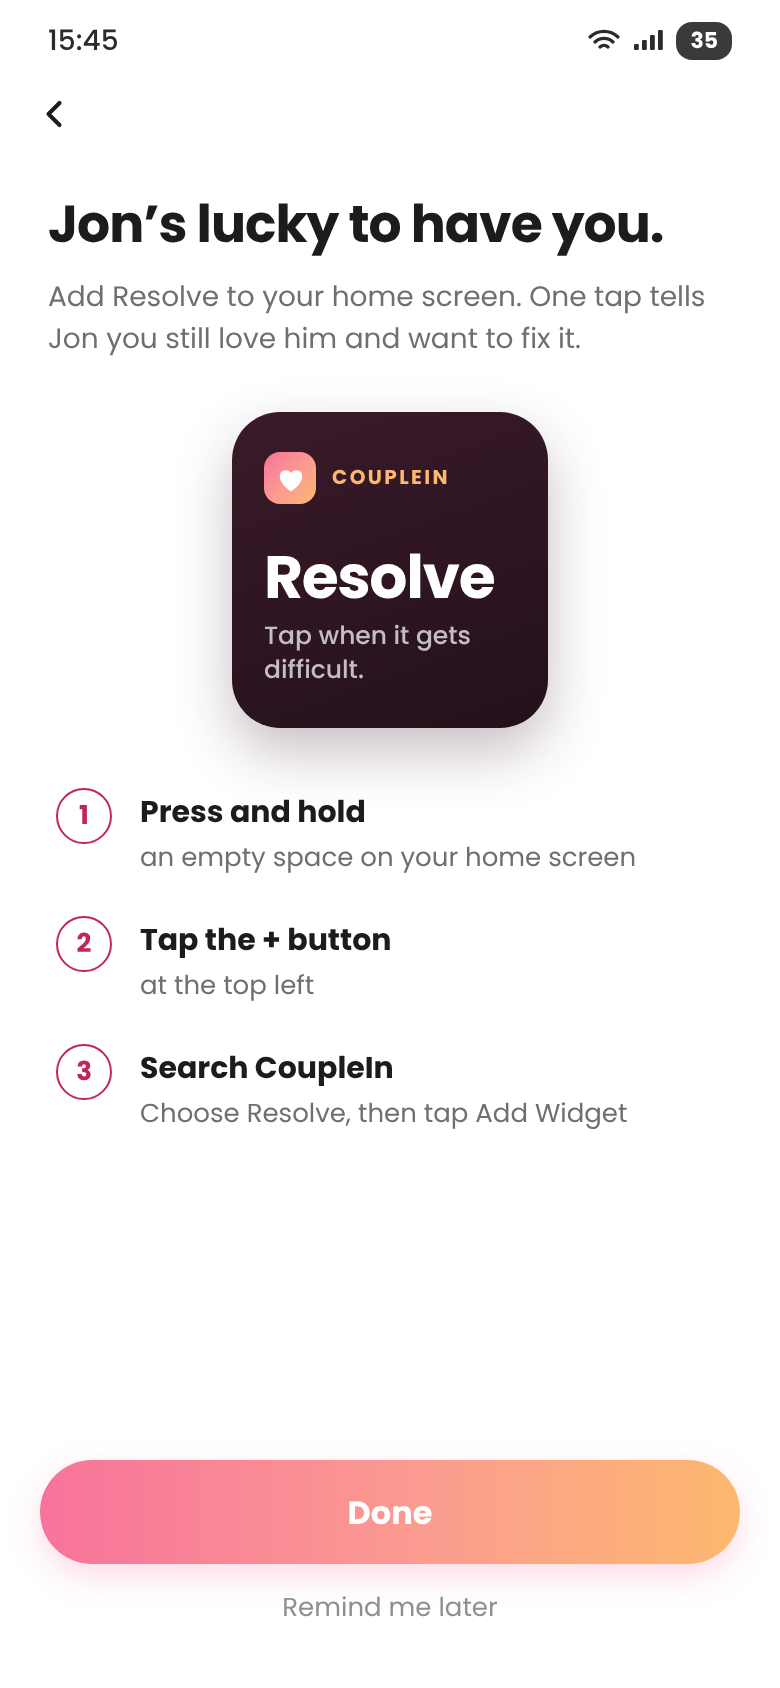 15:45
35
Jon’s lucky to have you.
Add Resolve to your home screen. One tap tells
Jon you still love him and want to fix it.
COUPLEIN
Resolve
Tap when it gets
difficult.
1
Press and hold
an empty space on your home screen
2
Tap the + button
at the top left
3
Search CoupleIn
Choose Resolve, then tap Add Widget
Done
Remind me later